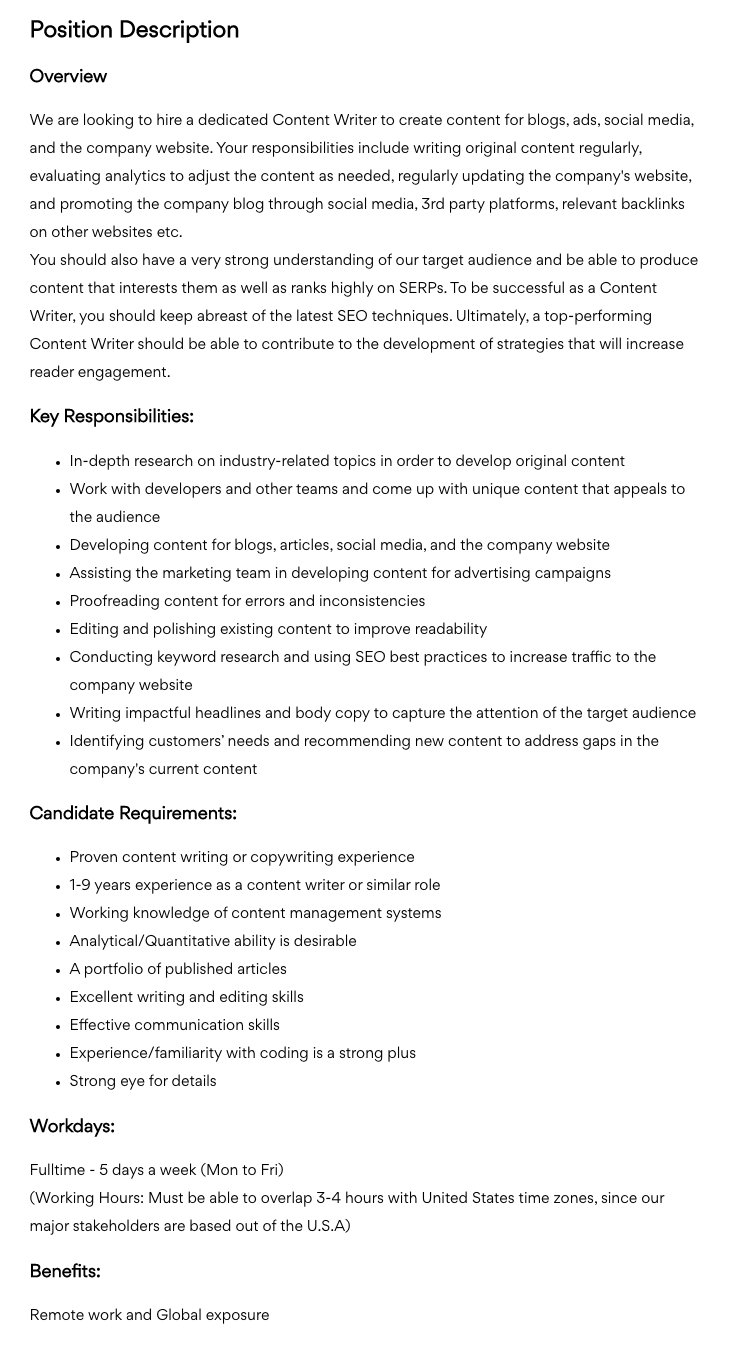 Position Description
Overview
We are looking to hire a dedicated Content Writer to create content for blogs, ads, social media,
and the company website. Your responsibilities include writing original content regularly,
evaluating analytics to adjust the content as needed, regularly updating the company's website,
and promoting the company blog through social media, 3rd party platforms, relevant backlinks
on other websites etc.
You should also have a very strong understanding of our target audience and be able to produce
content that interests them as well as ranks highly on SERPs. To be successful as a Content
Writer, you should keep abreast of the latest SEO techniques. Ultimately, a top-performing
Content Writer should be able to contribute to the development of strategies that will increase
reader engagement.
Key Responsibilities:
• In-depth research on industry-related topics in order to develop original content
• Work with developers and other teams and come up with unique content that appeals to
the audience
• Developing content for blogs, articles, social media, and the company website
• Assisting the marketing team in developing content for advertising campaigns
• Proofreading content for errors and inconsistencies
• Editing and polishing existing content to improve readability
• Conducting keyword research and using SEO best practices to increase traffic to the
company website
• Writing impactful headlines and body copy to capture the attention of the target audience
• Identifying customers’ needs and recommending new content to address gaps in the
company's current content
Candidate Requirements:
• Proven content writing or copywriting experience
• 1-9 years experience as a content writer or similar role
• Working knowledge of content management systems
• Analytical/Quantitative ability is desirable
• A portfolio of published articles
• Excellent writing and editing skills
• Effective communication skills
• Experience/familiarity with coding is a strong plus
• Strong eye for details
Workdays:
Fulltime - 5 days a week (Mon to Fri)
(Working Hours: Must be able to overlap 3-4 hours with United States time zones, since our
major stakeholders are based out of the U.S.A)
Benefits:
Remote work and Global exposure